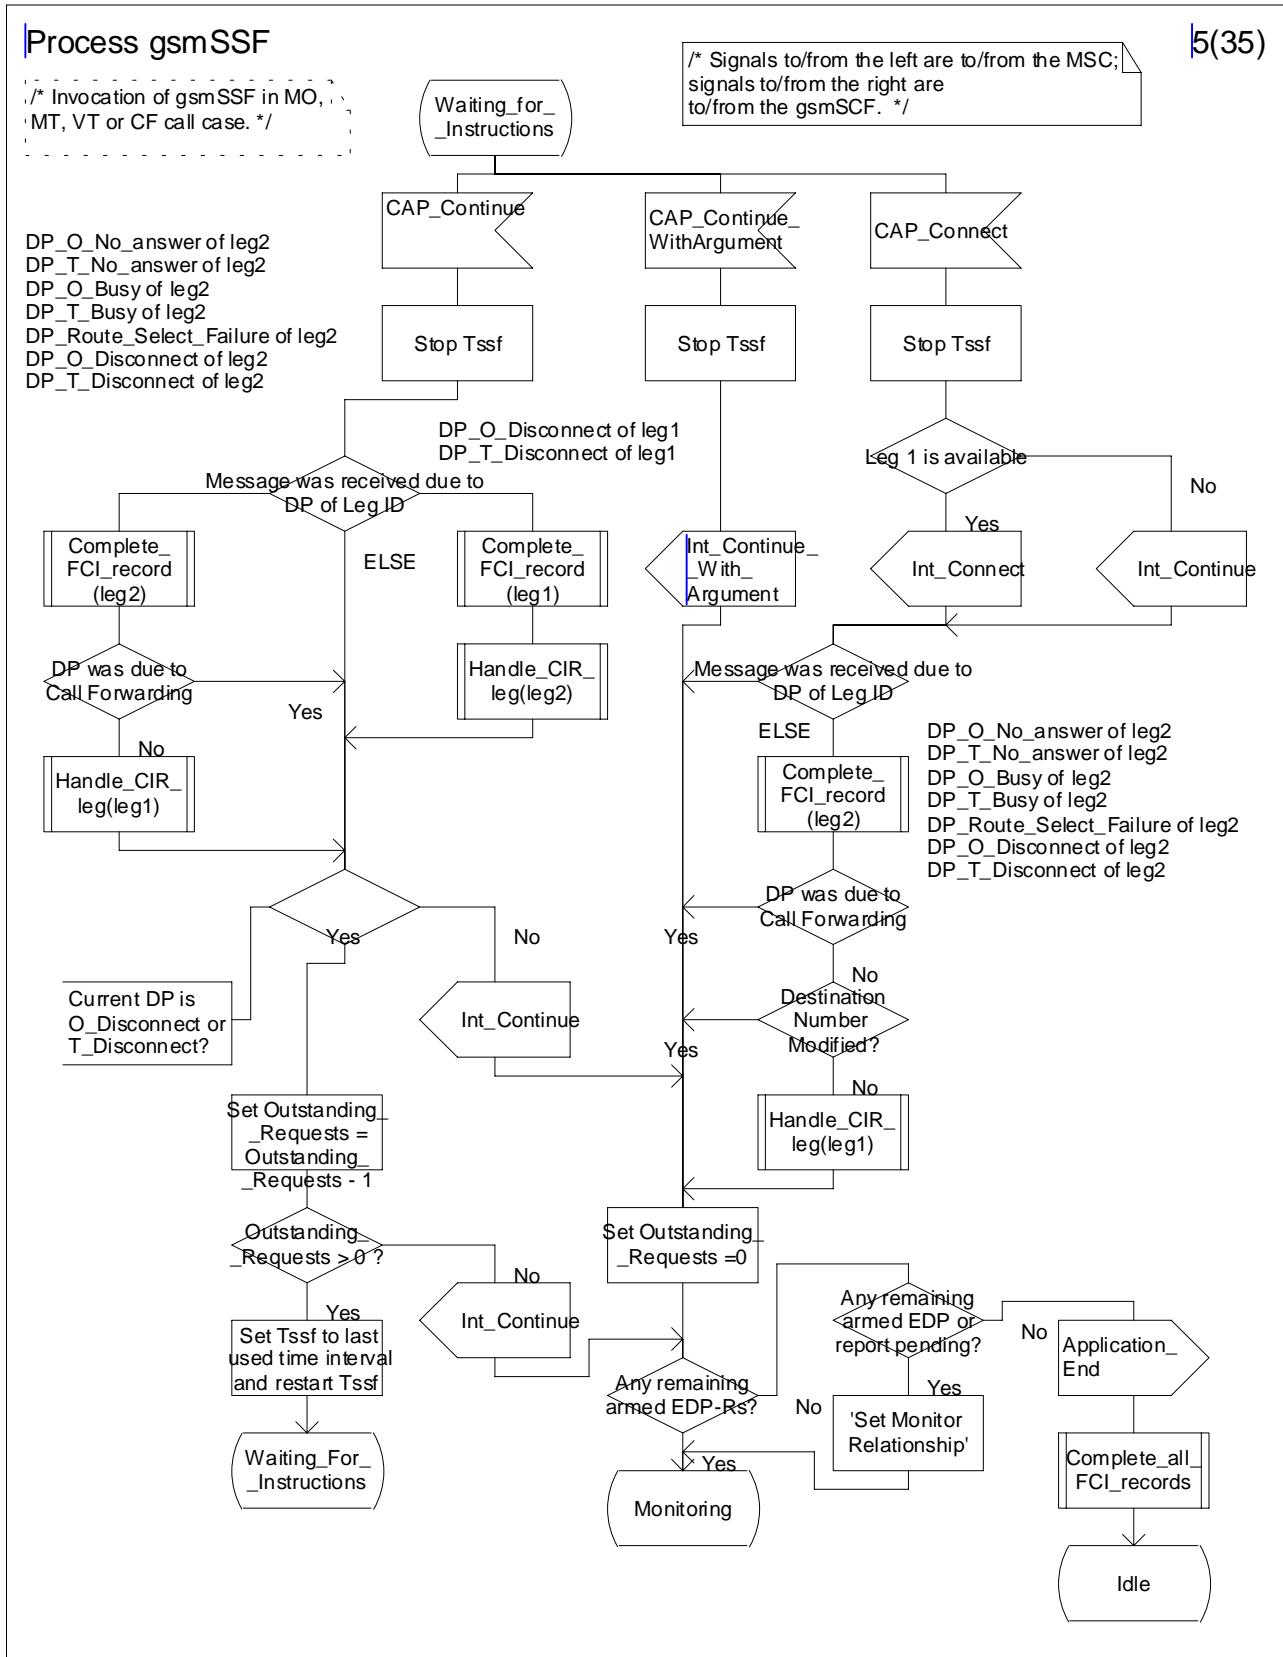 Process gsmSSF
5(35)
/* Invocation of gsmSSF in MO,
MT, VT or CF call case. */
/* Signals to/from the left are to/from the MSC;
signals to/from the right are
to/from the gsmSCF. */
Waiting_for_
_Instructions
CAP_Continue
CAP_Continue_
WithArgument
CAP_Connect
DP_O_No_answer of leg2
DP_T_No_answer of leg2
DP_O_Busy of leg2
DP_T_Busy of leg2
DP_Route_Select_Failure of leg2
DP_O_Disconnect of leg2
DP_T_Disconnect of leg2
Stop Tssf
Stop Tssf
Stop Tssf
DP_O_Disconnect of leg1
DP_T_Disconnect of leg1
Message was received due to
DP of Leg ID
Leg 1 is available
No
Yes
Complete_
FCI_record
(leg2)
ELSE
Complete_
FCI_record
(leg1)
Int_Continue_
_With_
Argument
Int_Connect
Int_Continue
DP was due to
Call Forwarding
Yes
No
Handle_CIR_
leg(leg2)
Message was received due to
DP of Leg ID
ELSE
DP_O_No_answer of leg2
DP_T_No_answer of leg2
DP_O_Busy of leg2
DP_T_Busy of leg2
DP_Route_Select_Failure of leg2
DP_O_Disconnect of leg2
DP_T_Disconnect of leg2
Handle_CIR_
leg(leg1)
Complete_
FCI_record
(leg2)
DP was due to
Call Forwarding
Yes
No
Yes
No
Current DP is
O_Disconnect or
T_Disconnect?
Int_Continue
Destination
Number
Modified?
Yes
No
Set Outstanding_
_Requests =
Outstanding_
_Requests - 1
Handle_CIR_
leg(leg1)
Outstanding_
_Requests > 0 ?
No
Yes
Set Outstanding_
_Requests =0
Int_Continue
Any remaining
armed EDP or
report pending?
No
Yes
Application_
End
Set Tssf to last
used time interval
and restart Tssf
Any remaining
armed EDP-Rs?
No
Yes
'Set Monitor
Relationship'
Waiting_For_
_Instructions
Monitoring
Complete_all_
FCI_records
Idle